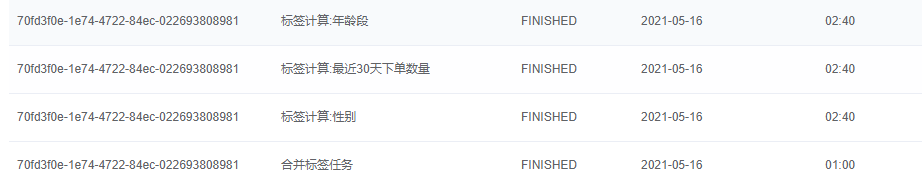 70fd3f0e-1e74-4722-84ec-022693808981 标签计算:年龄段 FINISHED 2021-05-16 02:40
70fd3f0e-1e74-4722-84ec-022693808981 标签计算:最近30天下单数量 FINISHED 2021-05-16 02:40
70fd3f0e-1e74-4722-84ec-022693808981 标签计算:性别 FINISHED 2021-05-16 02:40
70fd3f0e-1e74-4722-84ec-022693808981 合并标签任务 FINISHED 2021-05-16 01:00